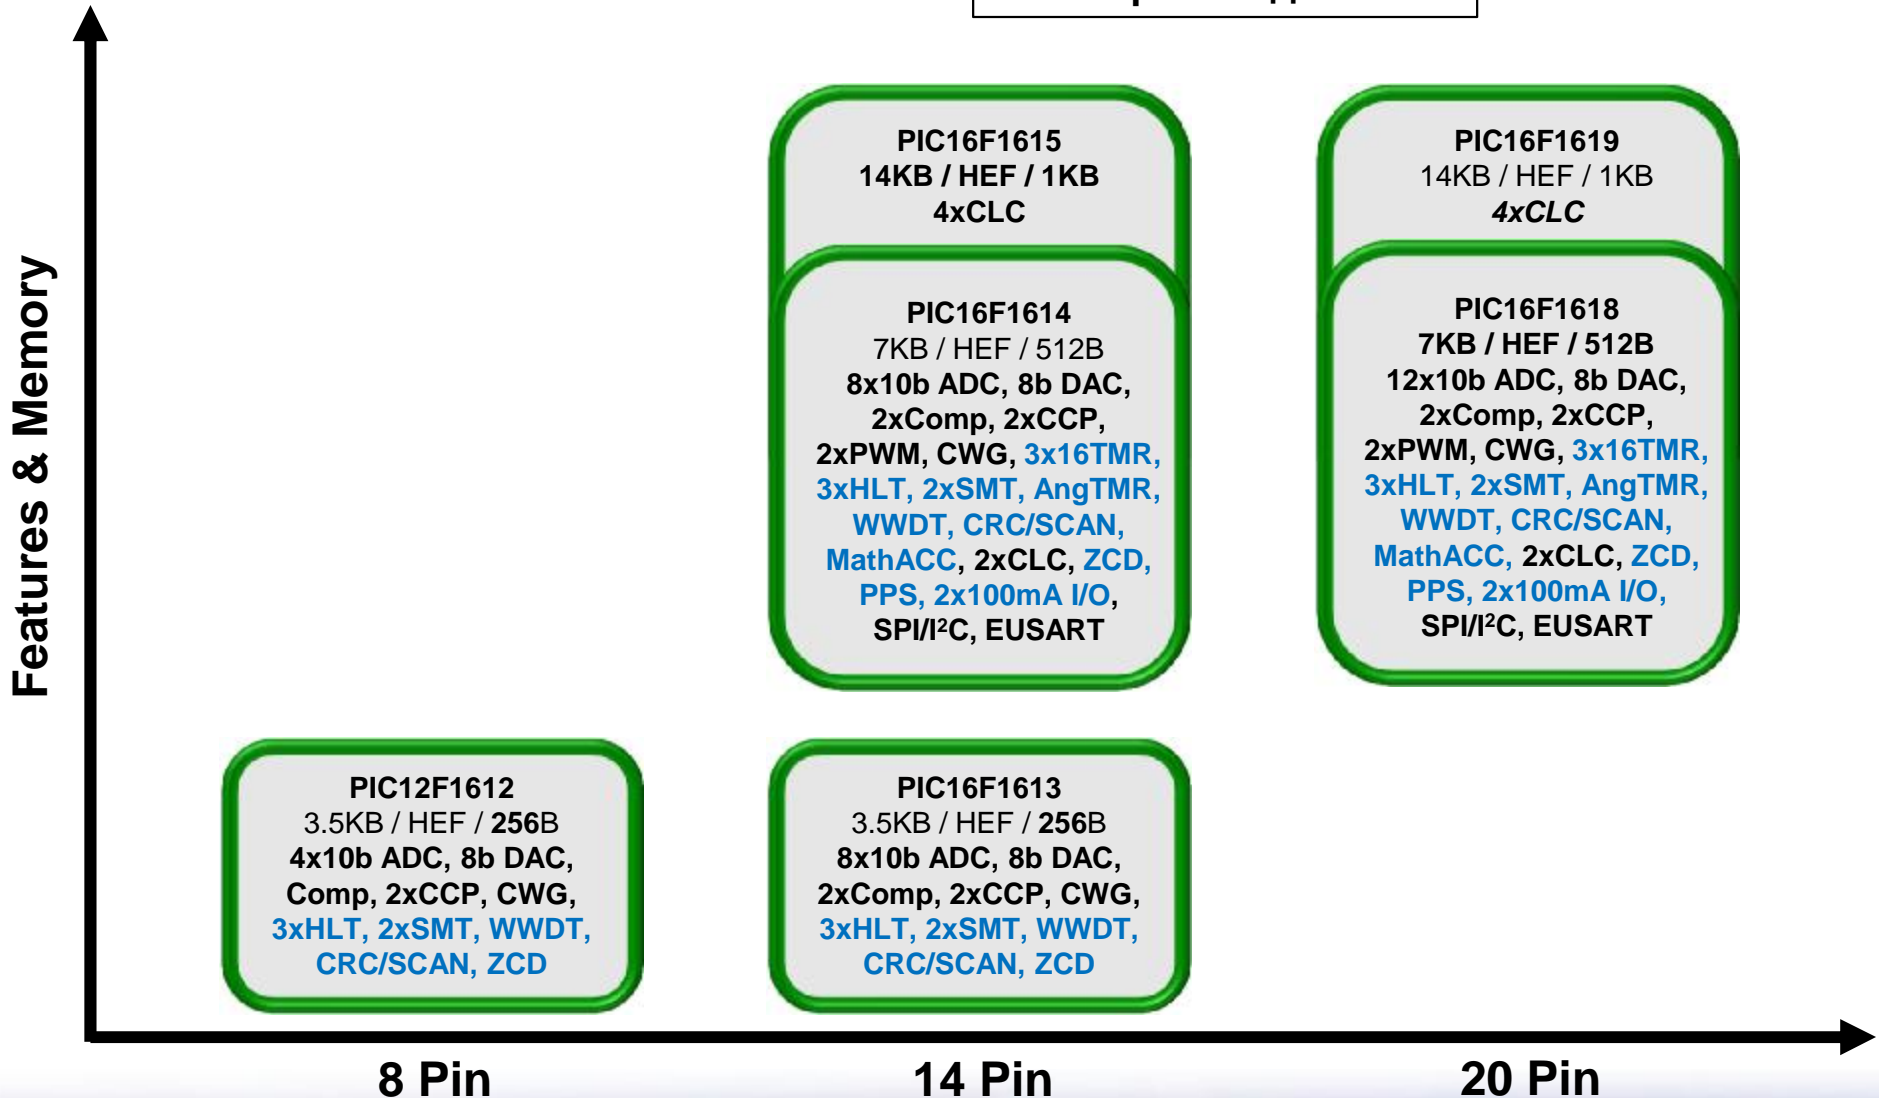 Features & Memory
PIC16F1615
14KB / HEF / 1KB
4xCLC
PIC16F1614
7KB / HEF / 512B
8x10b ADC, 8b DAC,
2xComp, 2xCCP,
2xPWM, CWG, 3x16TMR,
3xHLT, 2xSMT, AngTMR,
WWDT, CRC/SCAN,
MathACC, 2xCLC, ZCD,
PPS, 2x100mA I/O,
SPI/I²C, EUSART
PIC16F1619
14KB / HEF / 1KB
4xCLC
PIC16F1618
7KB / HEF / 512B
12x10b ADC, 8b DAC,
2xComp, 2xCCP,
2xPWM, CWG, 3x16TMR,
3xHLT, 2xSMT, AngTMR,
WWDT, CRC/SCAN,
MathACC, 2xCLC, ZCD,
PPS, 2x100mA I/O,
SPI/I²C, EUSART
PIC12F1612
3.5KB / HEF / 256B
4x10b ADC, 8b DAC,
Comp, 2xCCP, CWG,
3xHLT, 2xSMT, WWDT,
CRC/SCAN, ZCD
PIC16F1613
3.5KB / HEF / 256B
8x10b ADC, 8b DAC,
2xComp, 2xCCP, CWG,
3xHLT, 2xSMT, WWDT,
CRC/SCAN, ZCD
8 Pin
14 Pin
20 Pin